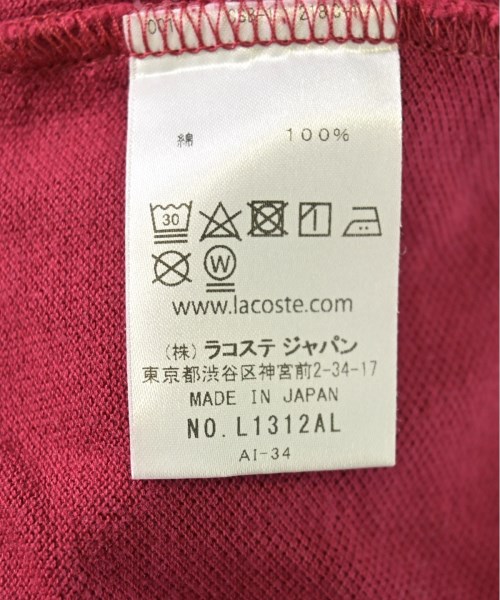 綿 100%
30
W
www.lacoste.com
(株) ラコステ ジャパン
東京都渋谷区神宮前2-34-17
MADE IN JAPAN
NO. L1312AL
AI-34